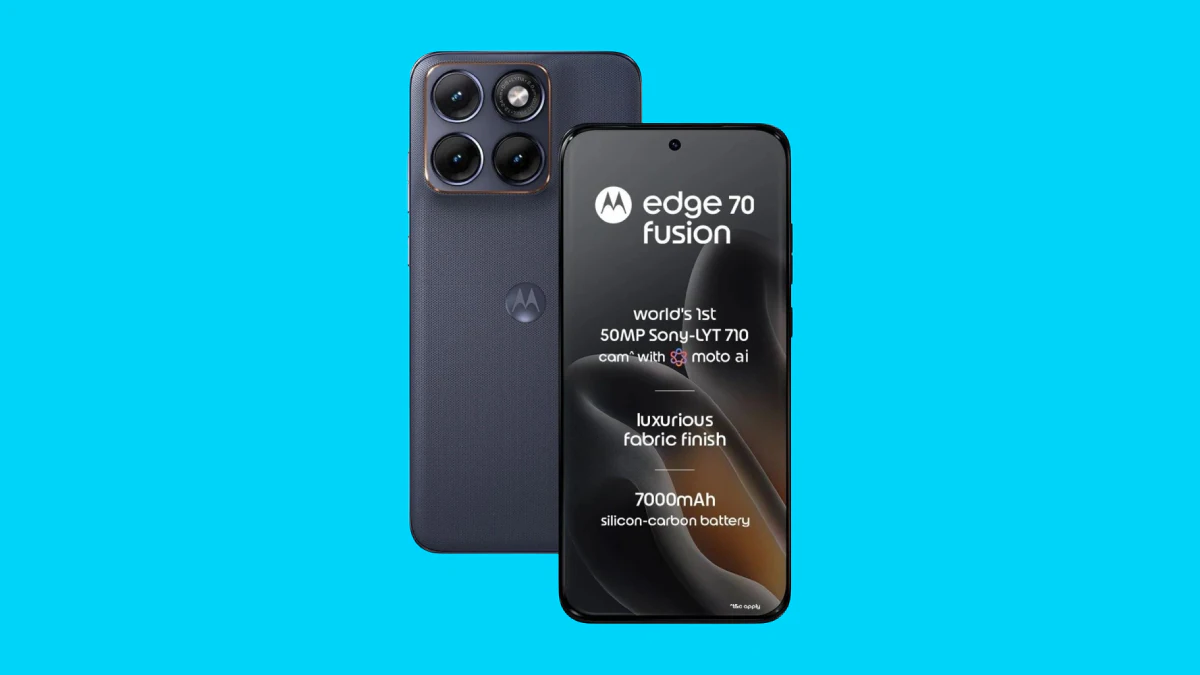 edge 70
fusion
world's 1st
50MP Sony-LYT 710
cam^ with moto ai
luxurious
fabric finish
7000mAh
silicon-carbon battery
*t&c apply